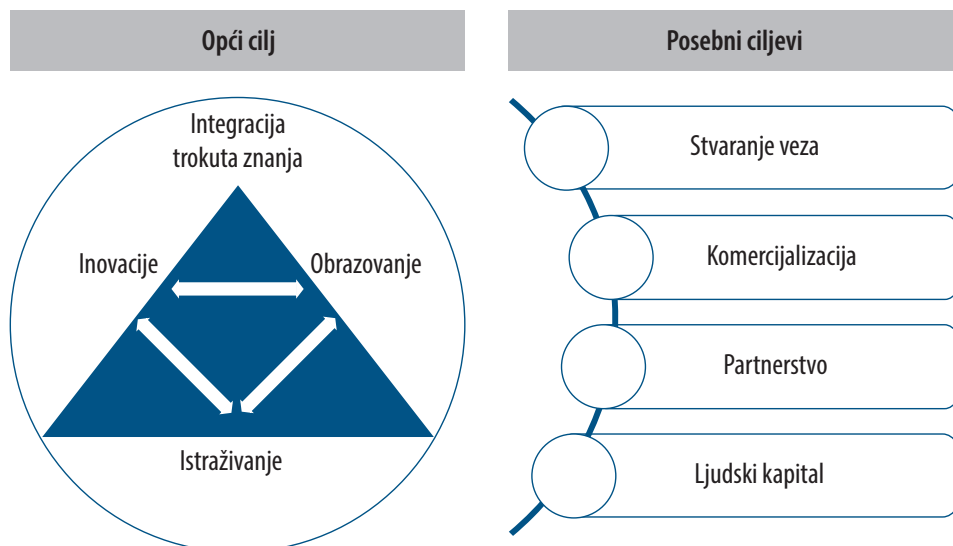 Opći cilj
Integracija
trokuta znanja
Inovacije
Obrazovanje
Istraživanje
Posebni ciljevi
Stvaranje veza
Komercijalizacija
Partnerstvo
Ljudski kapital